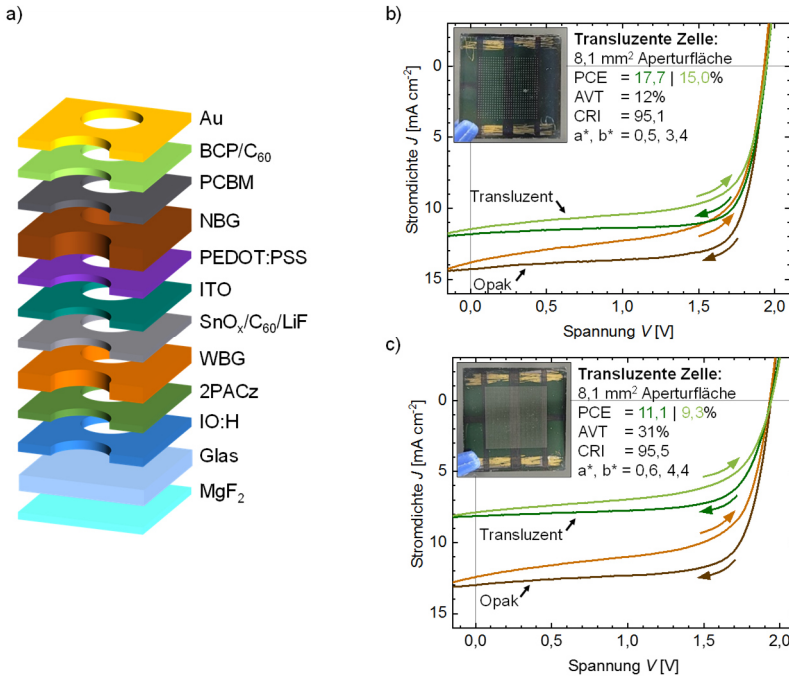 a)
Au
BCP/C60
PCBM
NBG
PEDOT:PSS
ITO
SnOx/C60/LiF
WBG
2PACz
IO:H
Glas
MgF2
b)
Transluzente Zelle:
8,1 mm² Aperturfläche
PCE = 17,7 | 15,0%
AVT = 12%
CRI = 95,1
a*, b* = 0,5, 3,4
Transluzent
Opak
0
5
10
15
Stromdichte J [mA cm-2]
0,0 0,5 1,0 1,5 2,0
Spannung V [V]
c)
Transluzente Zelle:
8,1 mm² Aperturfläche
PCE = 11,1 | 9,3%
AVT = 31%
CRI = 95,5
a*, b* = 0,6, 4,4
Transluzent
Opak
0
5
10
15
Stromdichte J [mA cm-2]
0,0 0,5 1,0 1,5 2,0
Spannung V [V]